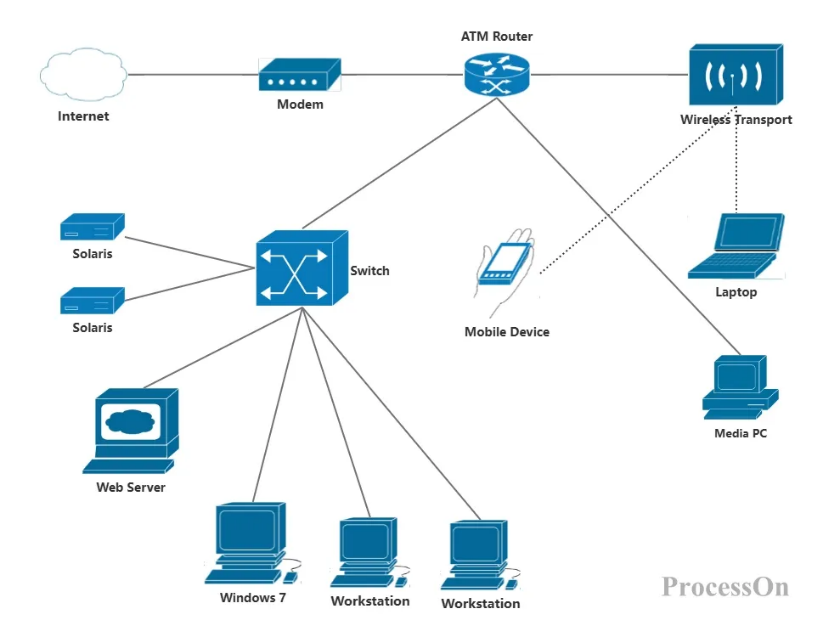 ATM Router
Internet
Modem
Wireless Transport
Solaris
Switch
Solaris
Laptop
Mobile Device
Media PC
Web Server
Windows 7
Workstation
Workstation
ProcessOn